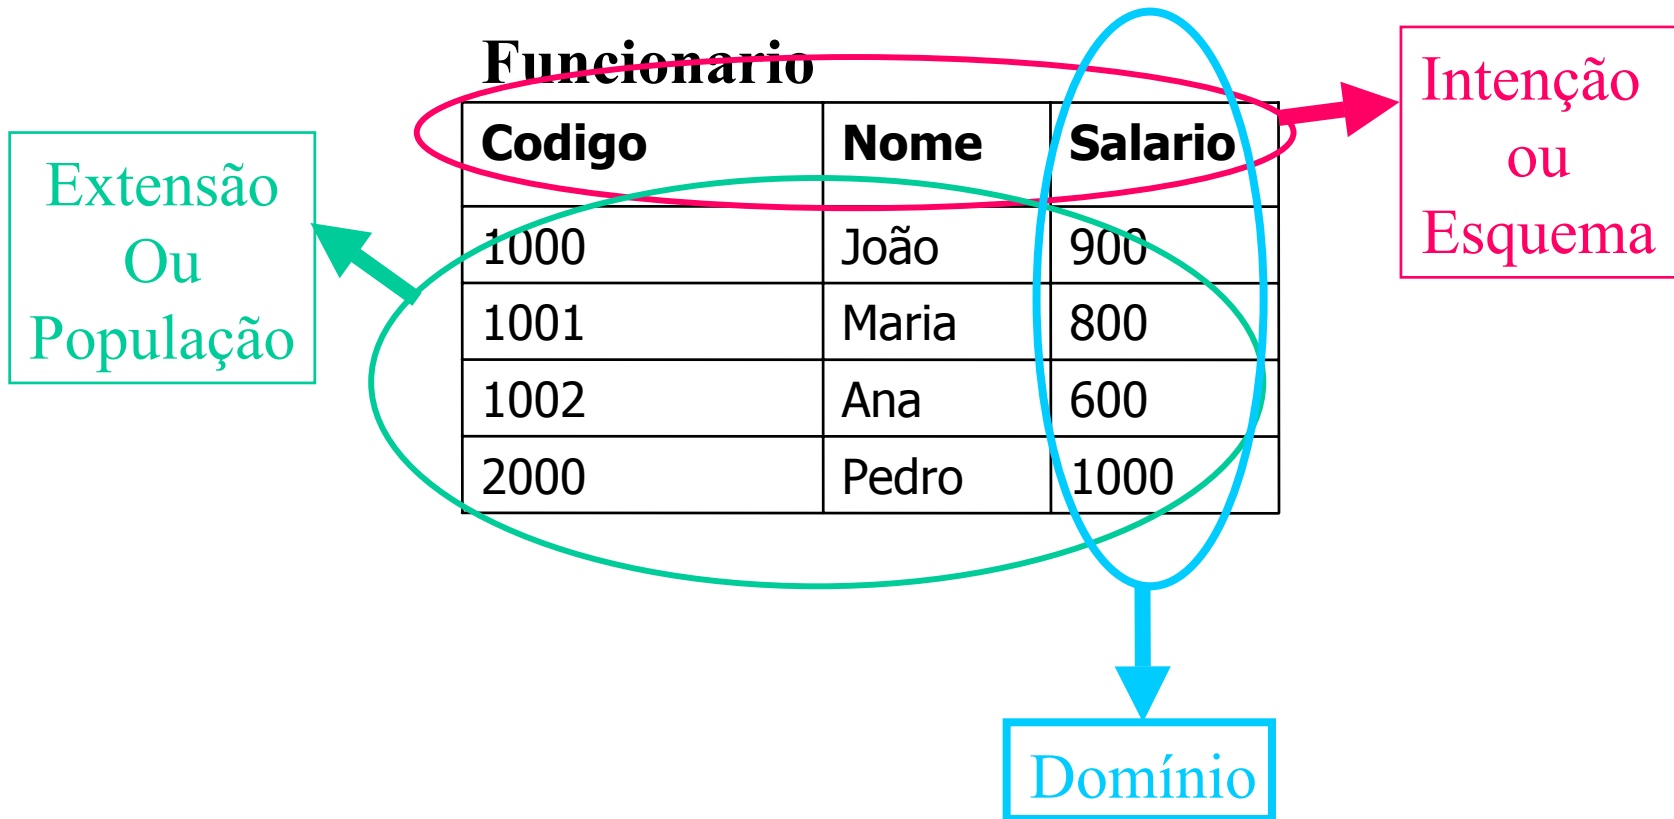 Funcionario
Codigo Nome Salario
1000 João 900
1001 Maria 800
1002 Ana 600
2000 Pedro 1000
Extensão
Ou
População
Intenção
ou
Esquema
Domínio